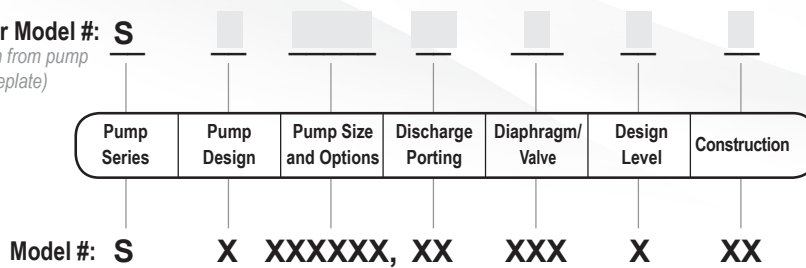 r Model #: S
from pump
eplate)
Pump Series
Pump Design
Pump Size and Options
Discharge Porting
Diaphragm/ Valve
Design Level
Construction
Model #: S X XXXXXX, XX XXX X XX